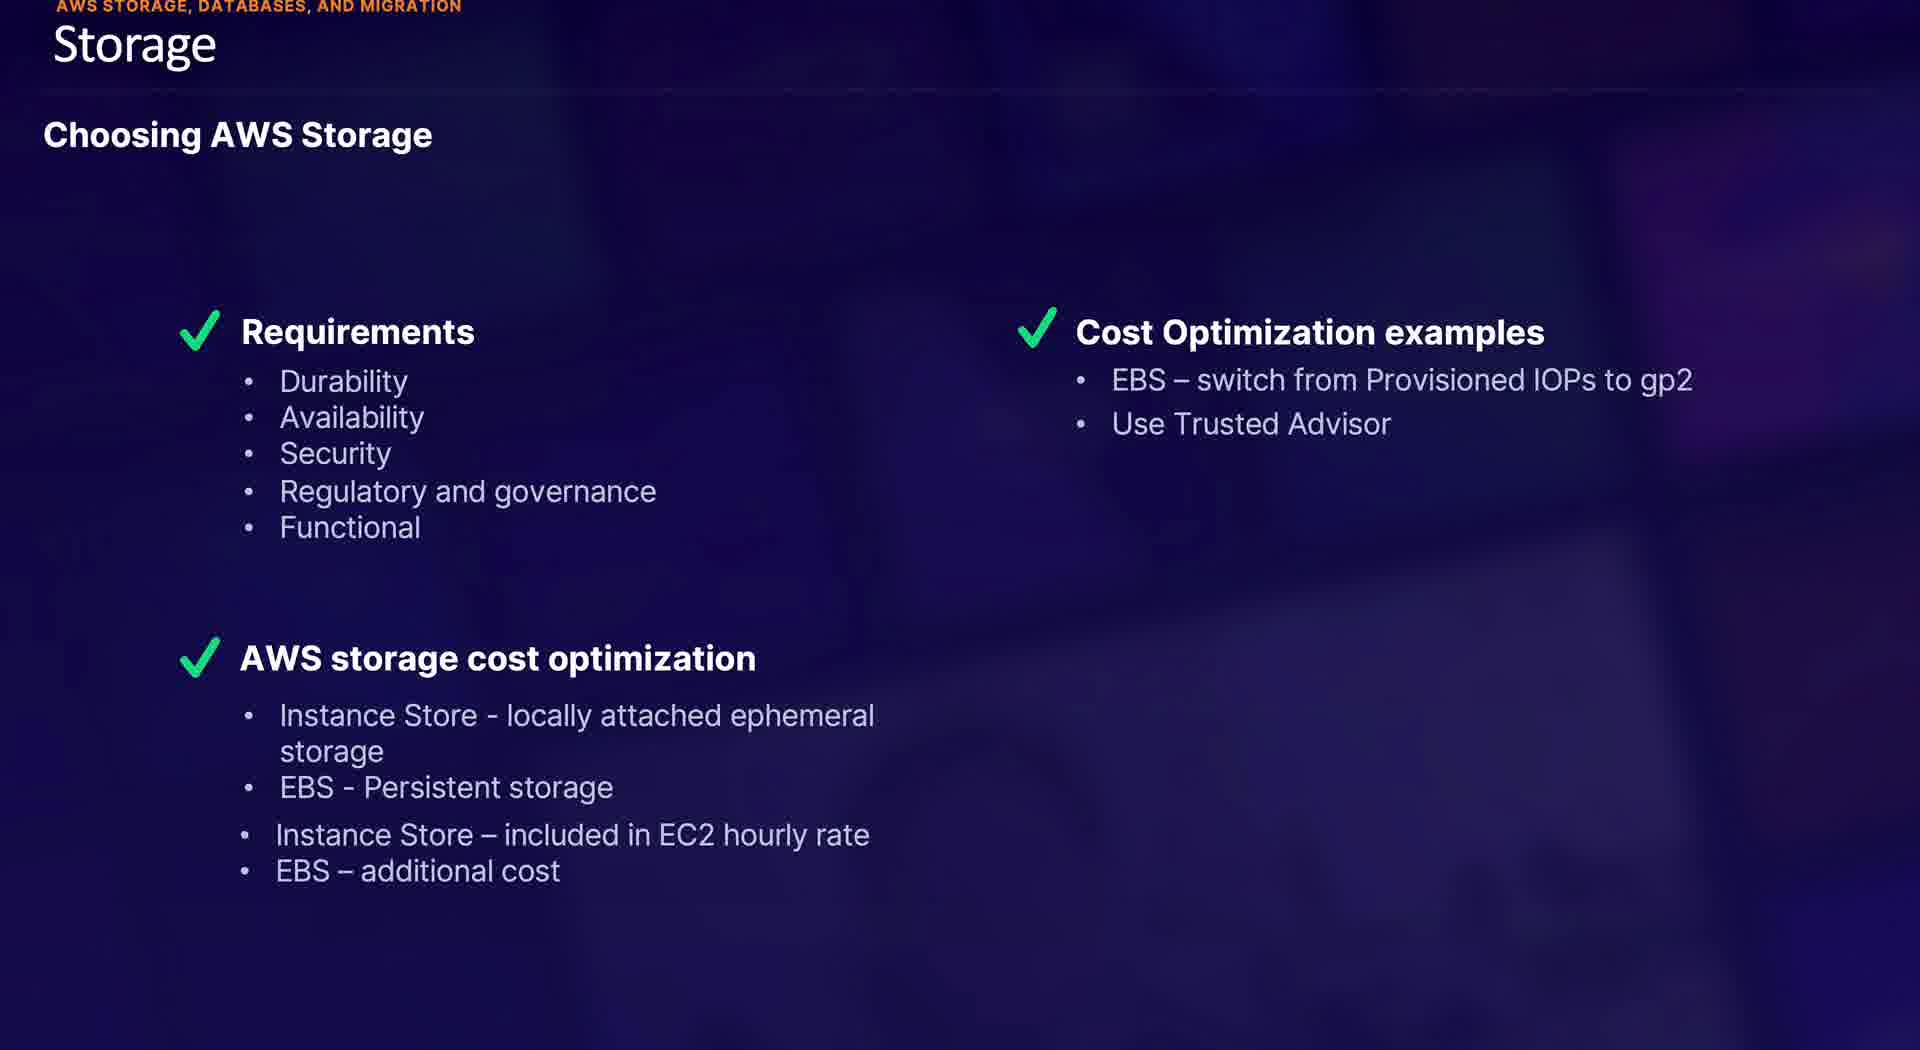 AWS STORAGE, DATABASES, AND MIGRATION
Storage
Choosing AWS Storage
Requirements
• Durability
• Availability
• Security
• Regulatory and governance
• Functional
AWS storage cost optimization
• Instance Store - locally attached ephemeral
storage
• EBS - Persistent storage
• Instance Store – included in EC2 hourly rate
• EBS – additional cost
Cost Optimization examples
• EBS – switch from Provisioned IOPs to gp2
• Use Trusted Advisor